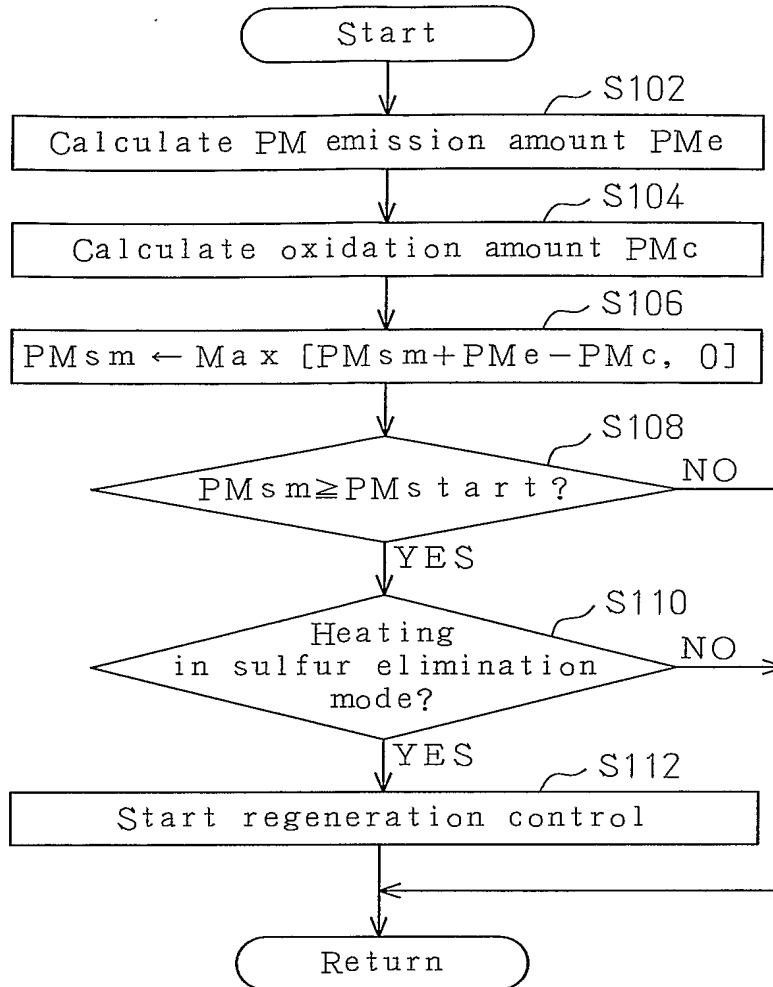 Start
S102
Calculate PM emission amount PMe
S104
Calculate oxidation amount PMc
S106
PMsm ← Max [PMsm+PMe−PMc, 0]
S108
PMsm≧PMstart?
NO
YES
S110
Heating
in sulfur elimination
mode?
NO
YES
S112
Start regeneration control
Return